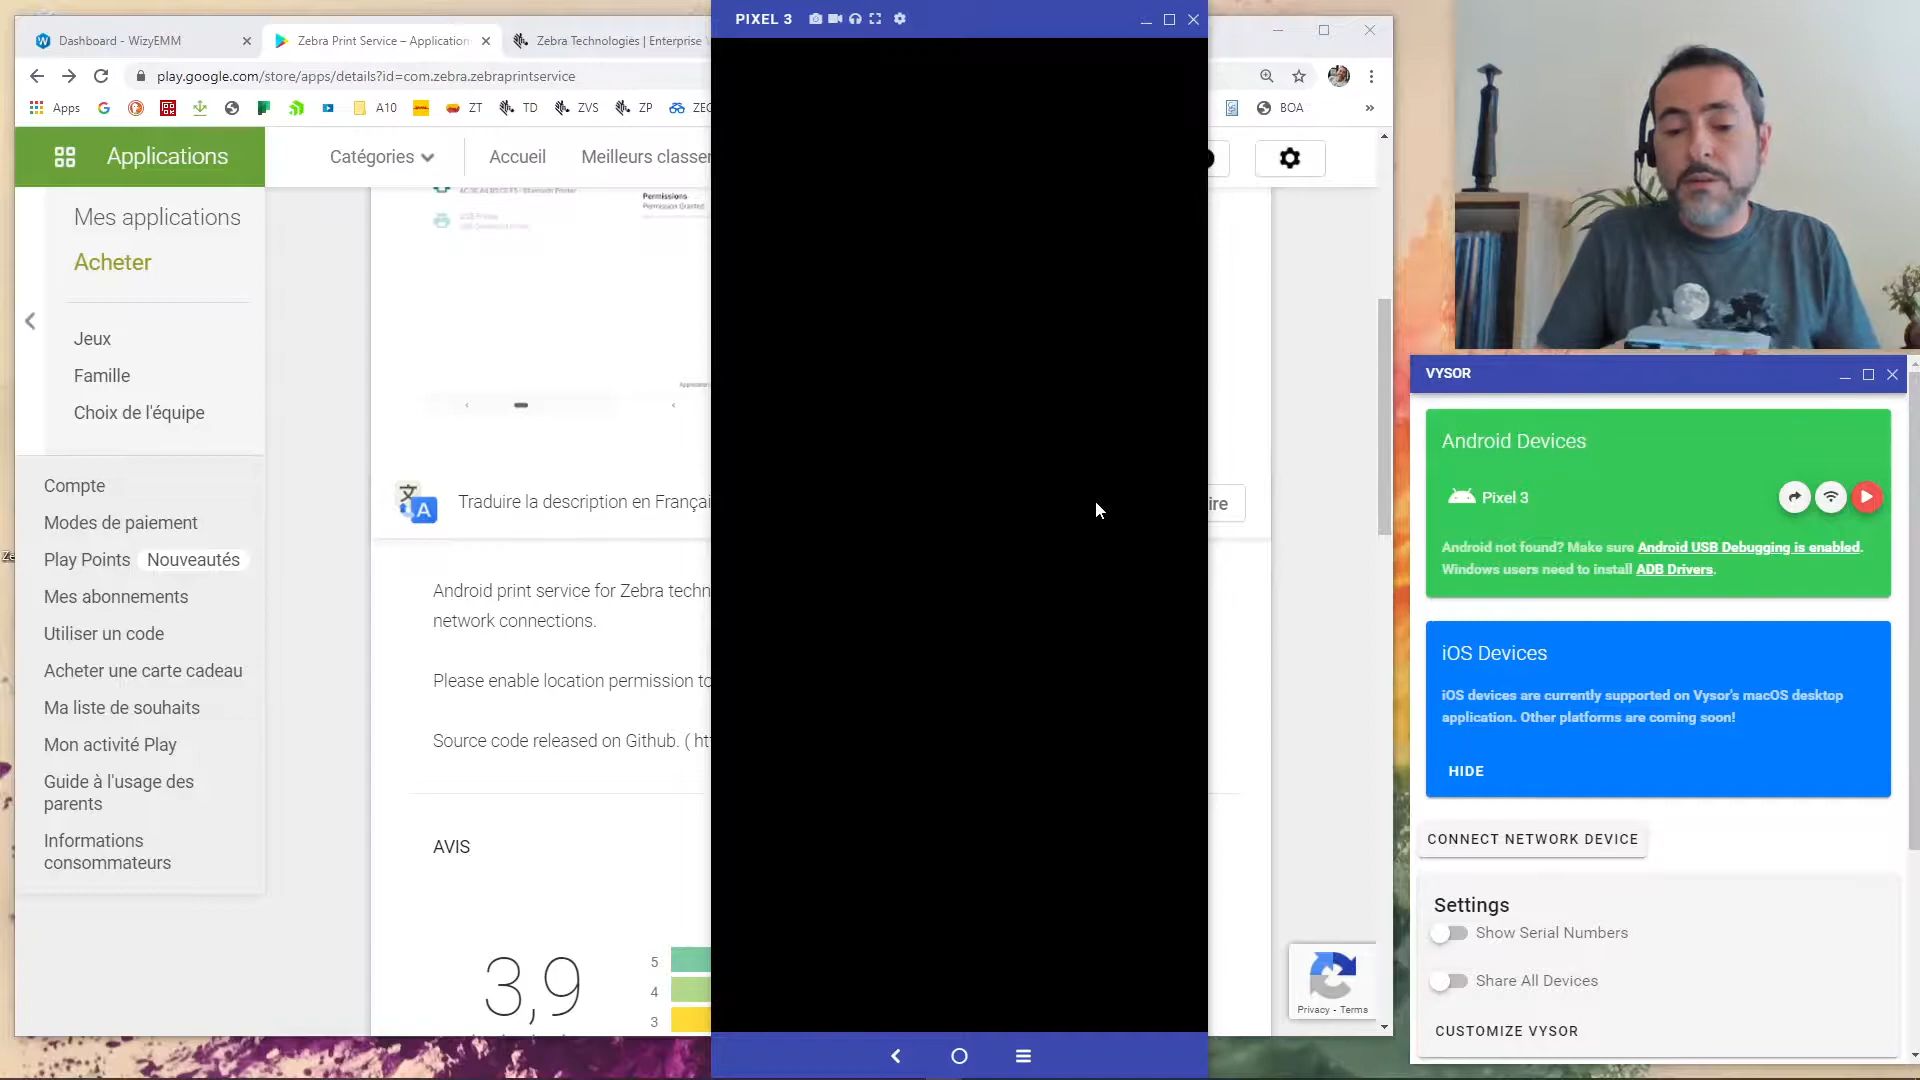 PIXEL 3
Dashboard - WizyEMM
Zebra Print Service – Application
Zebra Technologies | Enterprise
play.google.com/store/apps/details?id=com.zebra.zebraprintservice
Apps
A10
ZT
TD
ZVS
ZP
ZEC
BOA
Applications
Catégories
Accueil
Meilleurs classem
Mes applications
Acheter
Jeux
Famille
Choix de l'équipe
Compte
Modes de paiement
Play Points Nouveautés
Mes abonnements
Utiliser un code
Acheter une carte cadeau
Ma liste de souhaits
Mon activité Play
Guide à l'usage des
parents
Informations
consommateurs
Permissions
Permission Granted
Traduire la description en Françai
ire
Android print service for Zebra techn
network connections.
Please enable location permission to
Source code released on Github. ( htt
AVIS
3,9
5
4
3
Privacy - Terms
VYSOR
Android Devices
Pixel 3
Android not found? Make sure Android USB Debugging is enabled.
Windows users need to install ADB Drivers.
iOS Devices
iOS devices are currently supported on Vysor's macOS desktop
application. Other platforms are coming soon!
HIDE
CONNECT NETWORK DEVICE
Settings
Show Serial Numbers
Share All Devices
CUSTOMIZE VYSOR